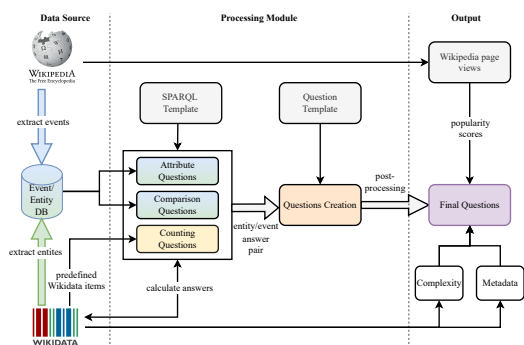 Data Source
Processing Module
Output
WIKIPEDIA
The Free Encyclopedia
Wikipedia page
views
SPARQL
Template
Question
Template
extract events
popularity
scores
Attribute
Questions
Event/
Entity
DB
Comparison
Questions
Questions Creation
post-
processing
Final Questions
Counting
Questions
entity/event
answer
pair
extract entites
predefined
Wikidata items
calculate answers
Complexity
Metadata
WIKIDATA